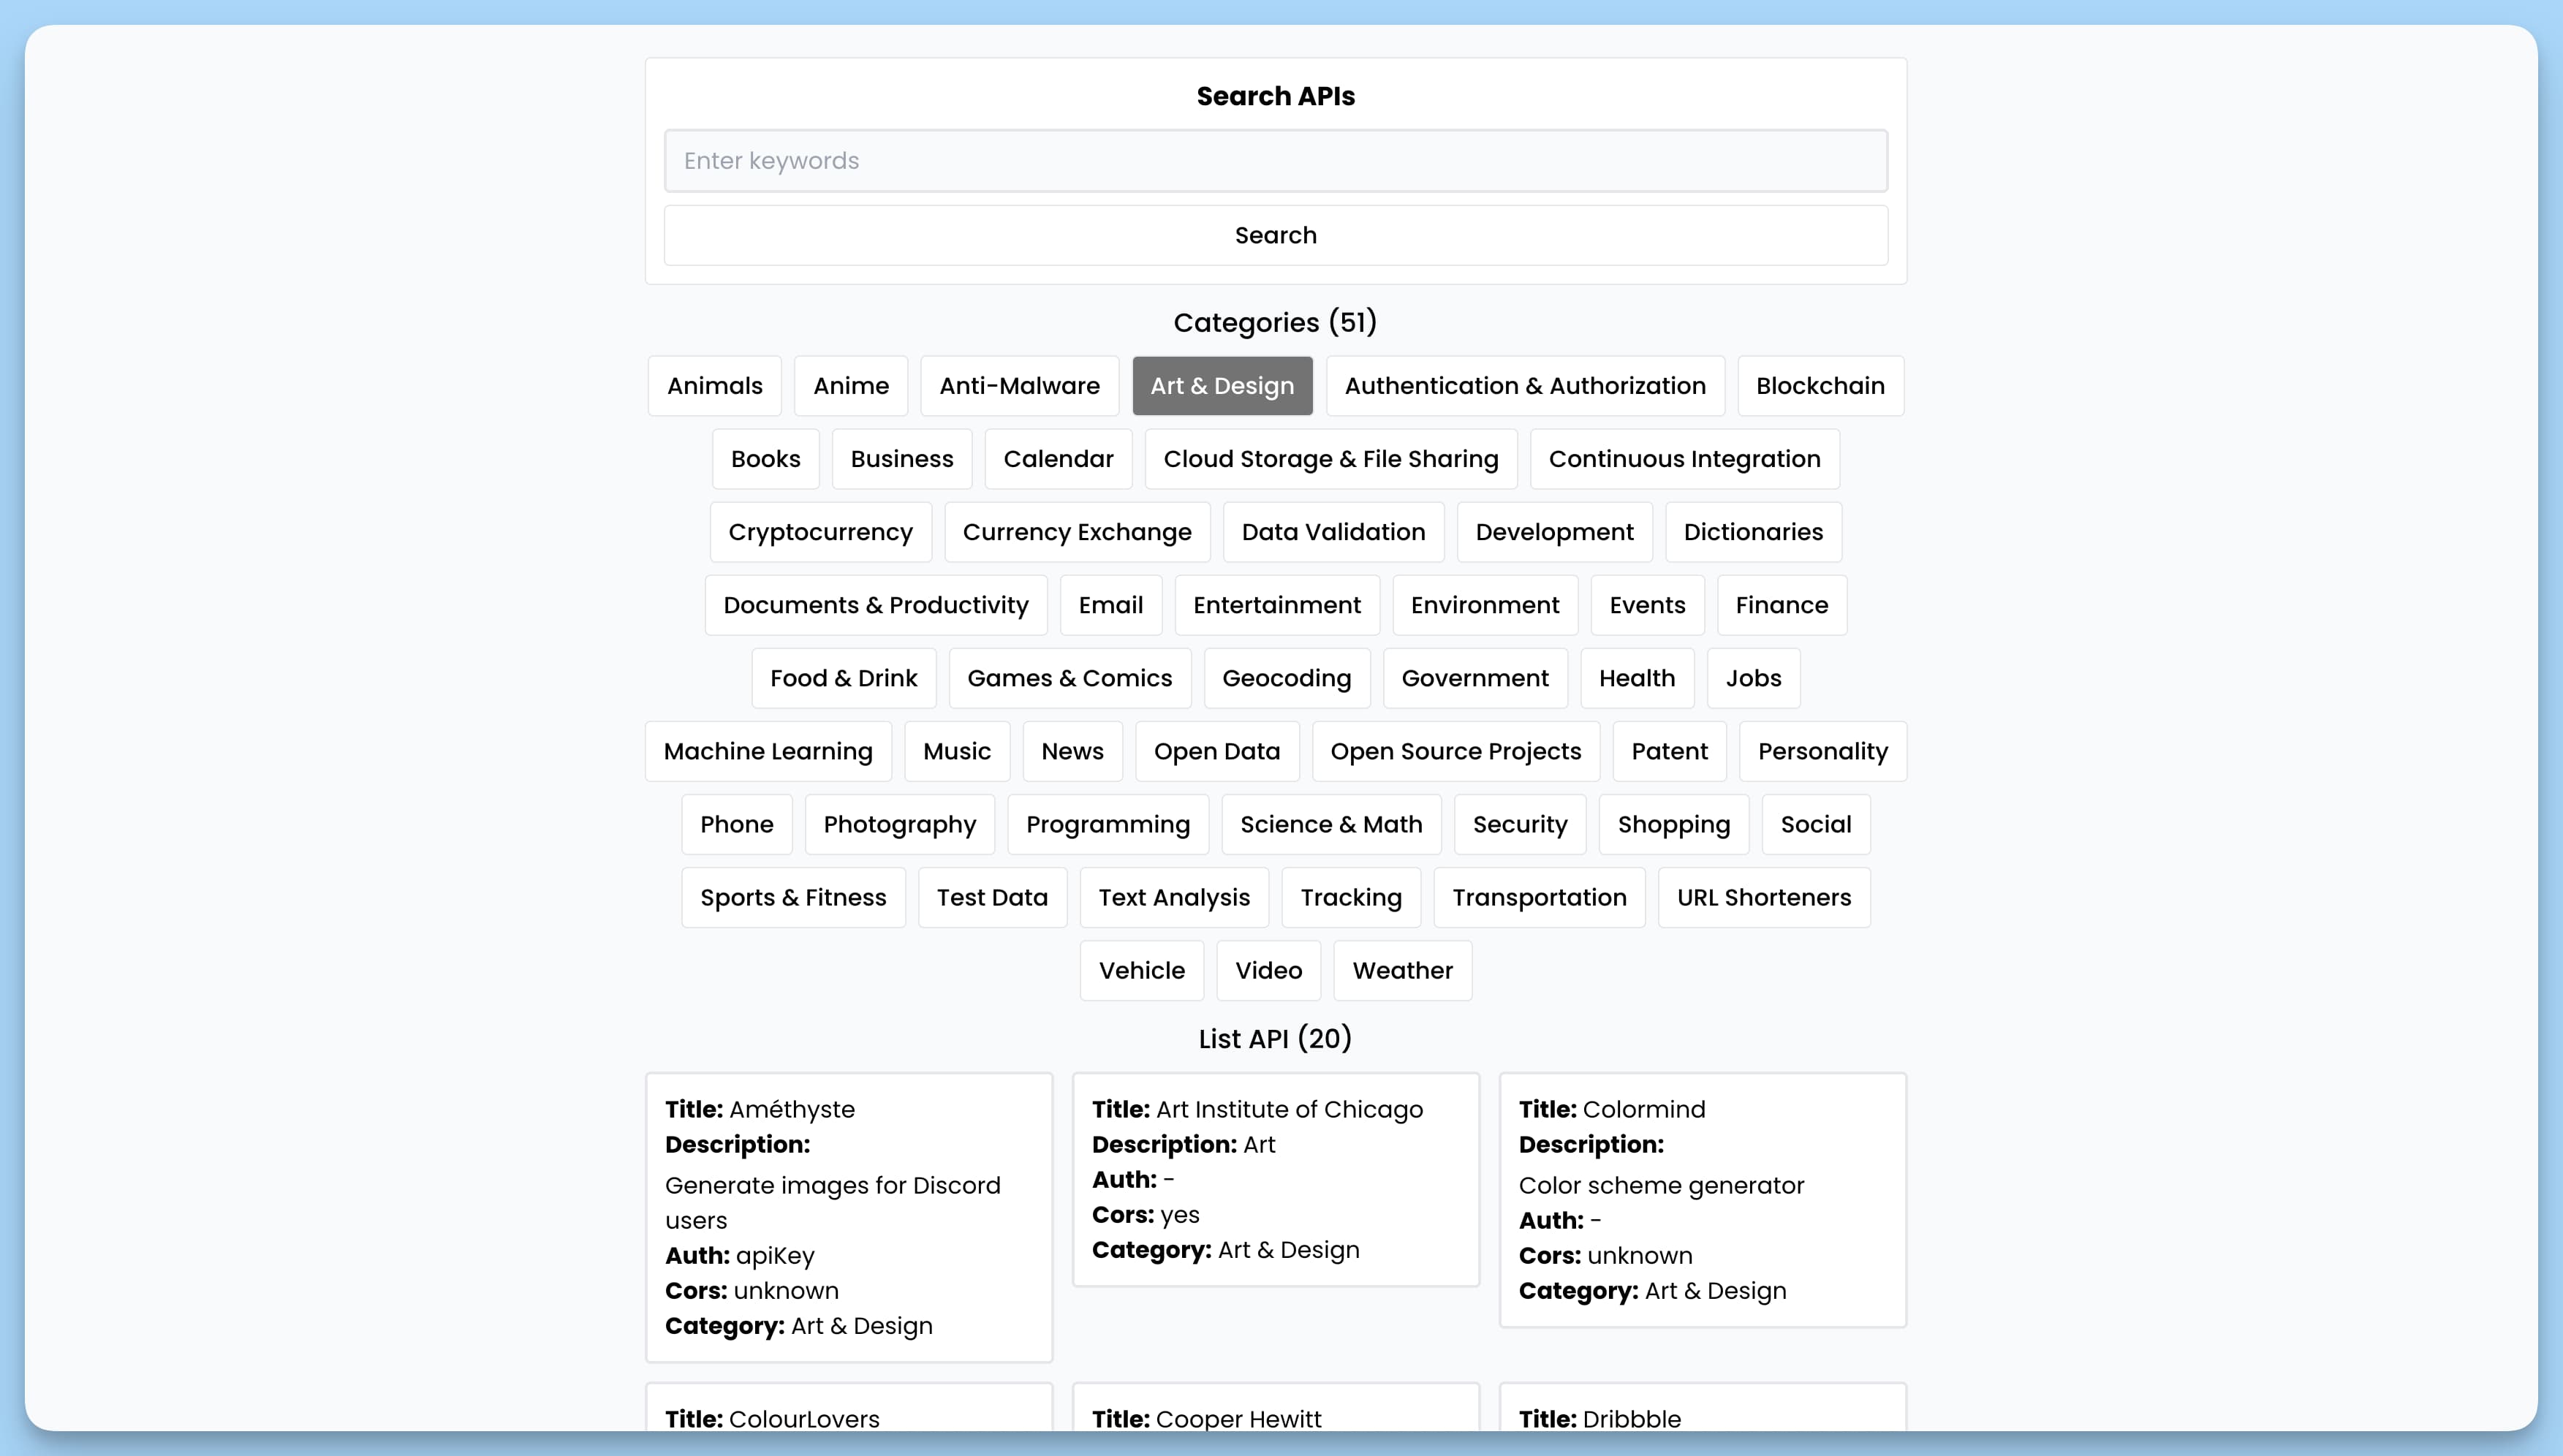 Search APIs
Enter keywords
Search
Categories (51)
Animals Anime Anti-Malware Art & Design Authentication & Authorization Blockchain
Books Business Calendar Cloud Storage & File Sharing Continuous Integration
Cryptocurrency Currency Exchange Data Validation Development Dictionaries
Documents & Productivity Email Entertainment Environment Events Finance
Food & Drink Games & Comics Geocoding Government Health Jobs
Machine Learning Music News Open Data Open Source Projects Patent Personality
Phone Photography Programming Science & Math Security Shopping Social
Sports & Fitness Test Data Text Analysis Tracking Transportation URL Shorteners
Vehicle Video Weather
List API (20)
Title: Améthyste
Description:
Generate images for Discord
users
Auth: apiKey
Cors: unknown
Category: Art & Design
Title: Art Institute of Chicago
Description: Art
Auth: -
Cors: yes
Category: Art & Design
Title: Colormind
Description:
Color scheme generator
Auth: -
Cors: unknown
Category: Art & Design
Title: ColourLovers
Title: Cooper Hewitt
Title: Dribbble